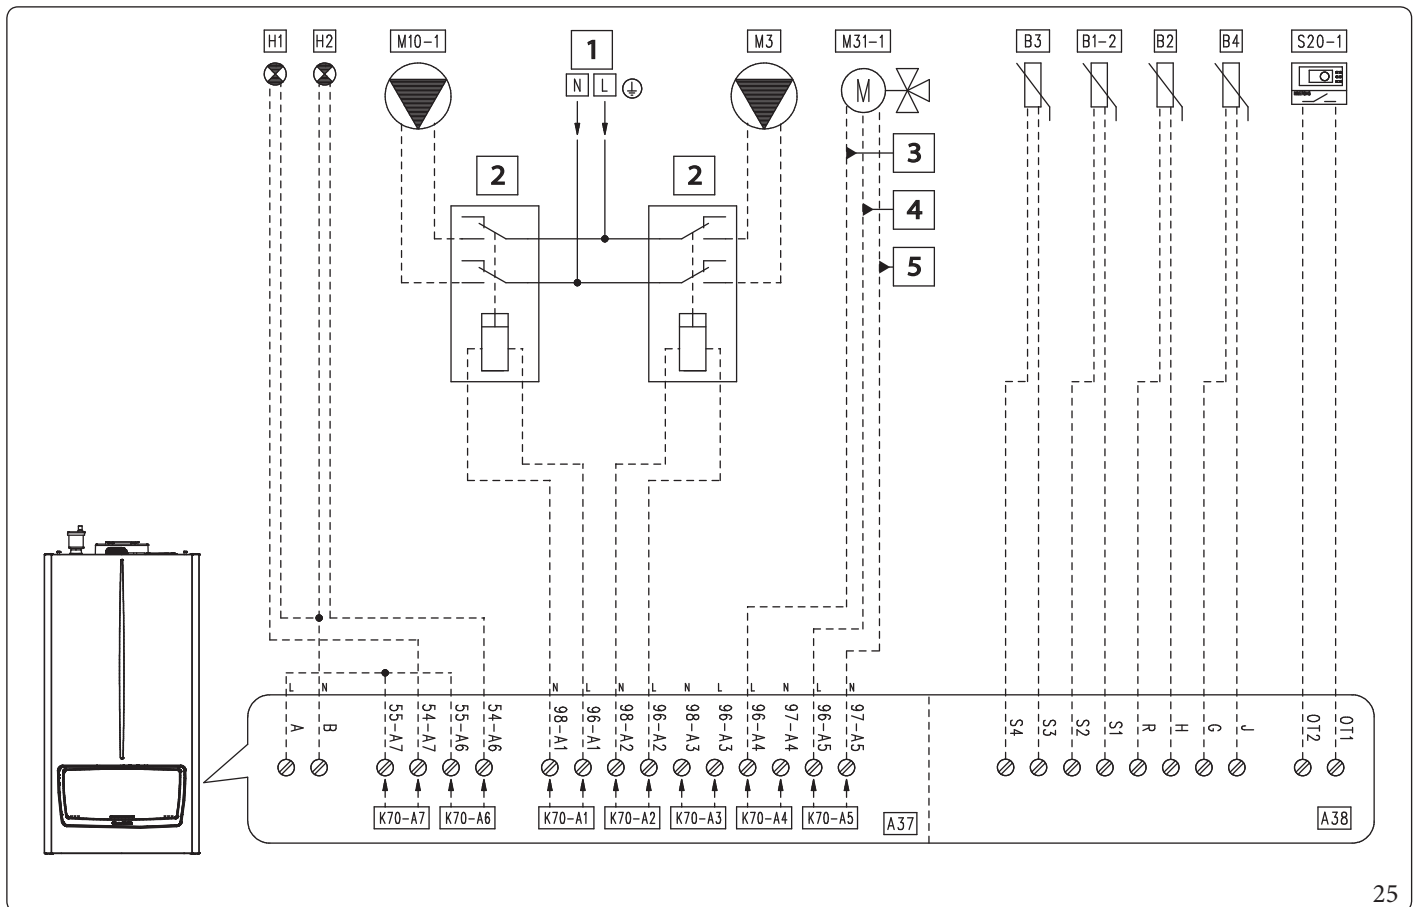 H1 H2 M10-1 1 M3 M31-1 B3 B1-2 B2 B4 S20-1
N L M
3
2 2
4
5
L N N L N L N L L N L N
A B 55-A7 54-A7 55-A6 54-A6 98-A1 96-A1 98-A2 96-A2 98-A3 96-A3 96-A4 97-A4 96-A5 97-A5 S4 S3 S2 S1 R H G J OT2 OT1
K70-A7 K70-A6 K70-A1 K70-A2 K70-A3 K70-A4 K70-A5 A37 A38
25